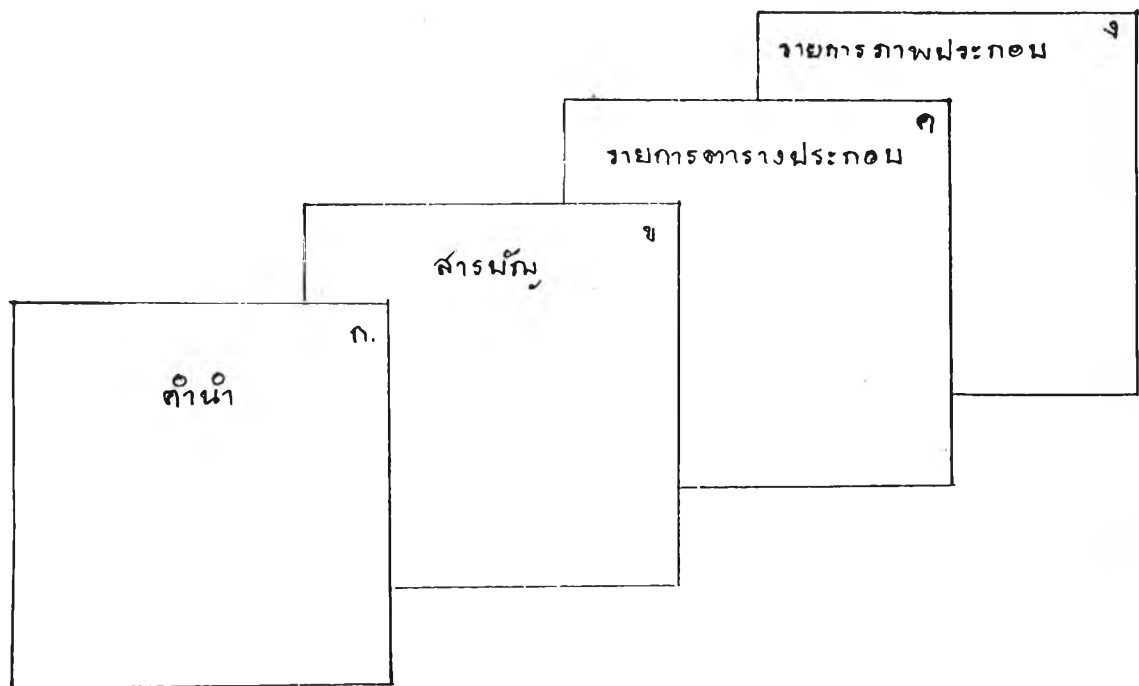 ง
รายการภาพประกอบ
ค
รายการตารางประกอบ
ข
สารบัญ
ก.
คำนำ